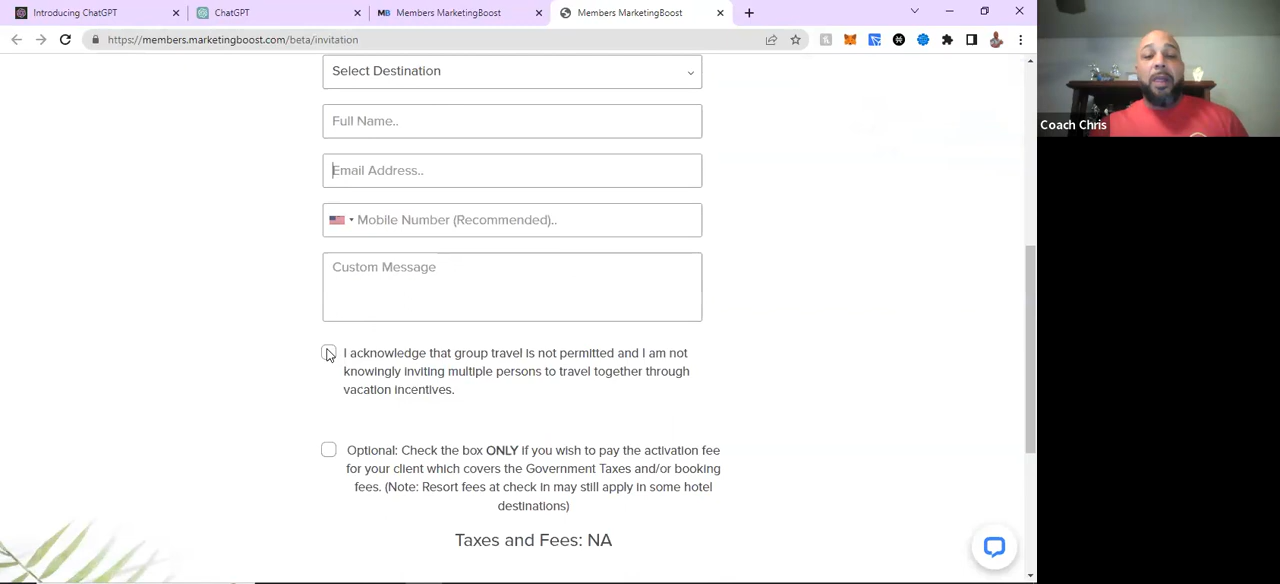 Introducing ChatGPT
ChatGPT
MB Members MarketingBoost
Members MarketingBoost
https://members.marketingboost.com/beta/invitation
Select Destination
Full Name..
Email Address..
Mobile Number (Recommended)..
Custom Message
I acknowledge that group travel is not permitted and I am not
knowingly inviting multiple persons to travel together through
vacation incentives.
Optional: Check the box ONLY if you wish to pay the activation fee
for your client which covers the Government Taxes and/or booking
fees. (Note: Resort fees at check in may still apply in some hotel
destinations)
Taxes and Fees: NA
Coach Chris